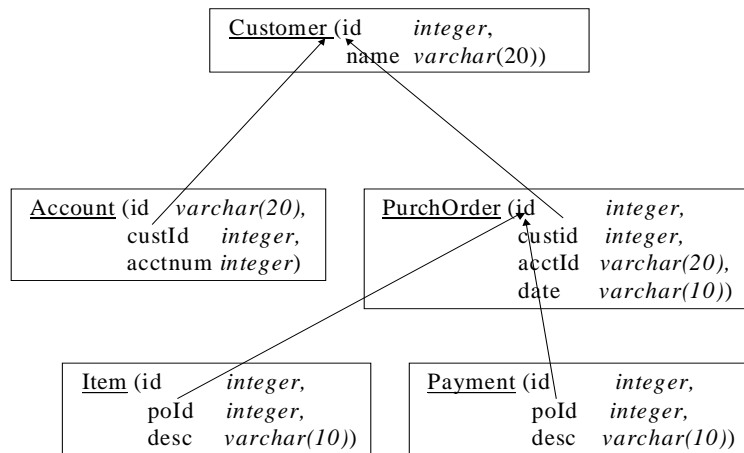 Customer (id integer,
name varchar(20))
Account (id varchar(20),
custId integer,
acctnum integer)
PurchOrder (id integer,
custid integer,
acctId varchar(20),
date varchar(10))
Item (id integer,
poId integer,
desc varchar(10))
Payment (id integer,
poId integer,
desc varchar(10))